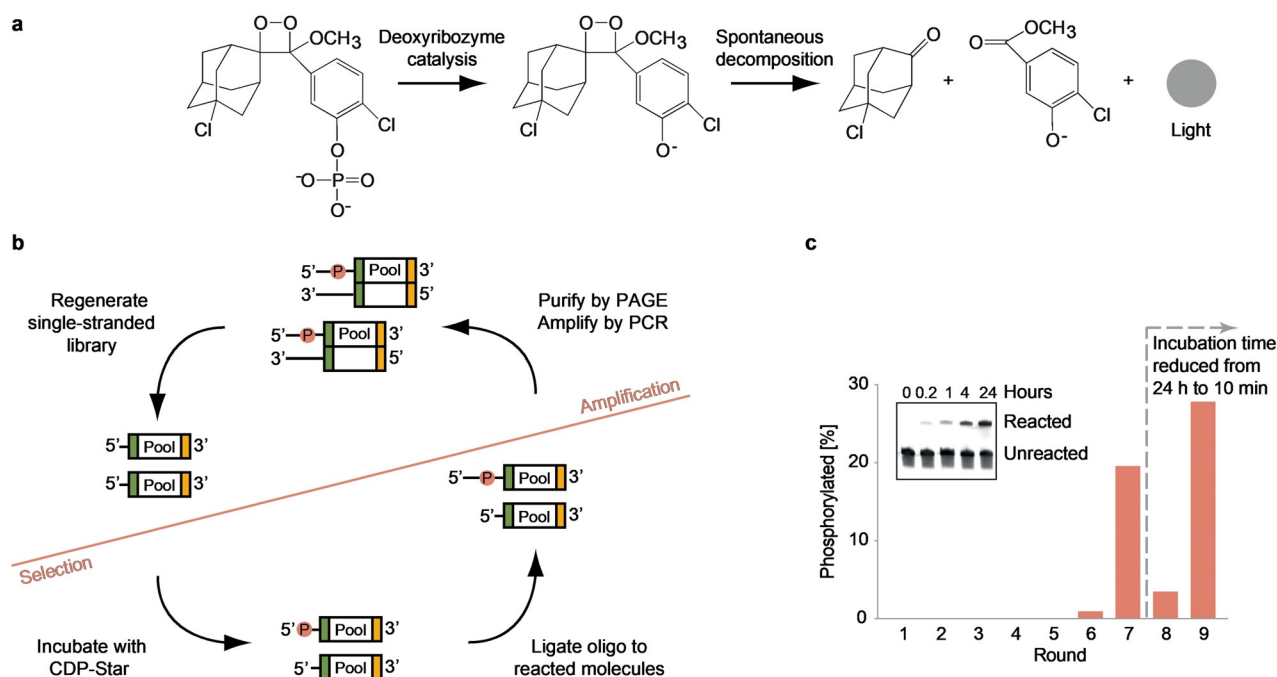 a
O O
OCH3
Cl
Cl
O
-O P O
O-
Deoxyribozyme
catalysis
O O
OCH3
Cl
Cl
O-
Spontaneous
decomposition
O
Cl
+
OCH3
O
Cl
O-
+
Light
b
5’ P Pool 3’
3’ 5’
5’ P Pool 3’
3’ 5’
Regenerate
single-stranded
library
Purify by PAGE
Amplify by PCR
5’ Pool 3’
5’ Pool 3’
Amplification
Selection
5’ P Pool 3’
5’ Pool 3’
Incubate with
CDP-Star
5’ P Pool 3’
5’ Pool 3’
Ligate oligo to
reacted molecules
c
Incubation time
reduced from
24 h to 10 min
0 0.2 1 4 24 Hours
Reacted
Unreacted
Phosphorylated [%]
30
20
10
0
1 2 3 4 5 6 7 8 9
Round